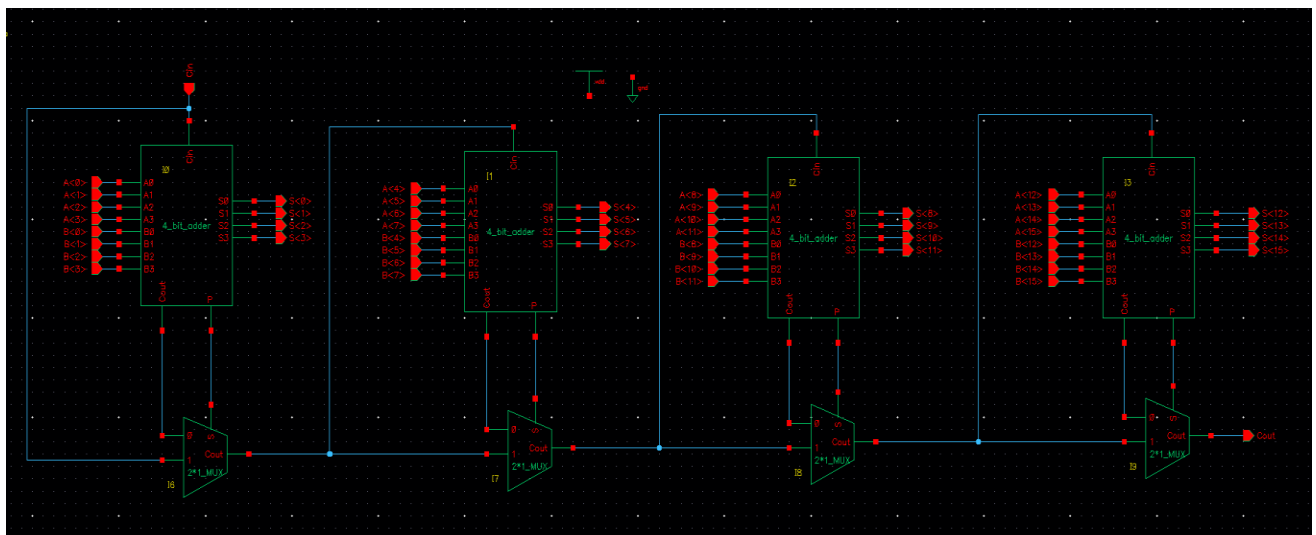 Cin
vdd
gnd
I0
Cin
A<0> A0
A<1> A1
A<2> A2
A<3> A3
B<0> B0
B<1> B1
B<2> B2
B<3> B3
4_bit_adder
S0 S<0>
S1 S<1>
S2 S<2>
S3 S<3>
Cout P
I1
Cin
A<4> A0
A<5> A1
A<6> A2
A<7> A3
B<4> B0
B<5> B1
B<6> B2
B<7> B3
4_bit_adder
S0 S<4>
S1 S<5>
S2 S<6>
S3 S<7>
Cout P
I2
Cin
A<8> A0
A<9> A1
A<10> A2
A<11> A3
B<8> B0
B<9> B1
B<10> B2
B<11> B3
4_bit_adder
S0 S<8>
S1 S<9>
S2 S<10>
S3 S<11>
Cout P
I3
Cin
A<12> A0
A<13> A1
A<14> A2
A<15> A3
B<12> B0
B<13> B1
B<14> B2
B<15> B3
4_bit_adder
S0 S<12>
S1 S<13>
S2 S<14>
S3 S<15>
Cout P
0 S
Cout
1
2*1_MUX
I6
0 S
Cout
1
2*1_MUX
I7
0 S
Cout
1
2*1_MUX
I8
0 S
Cout
1
2*1_MUX
I9
Cout